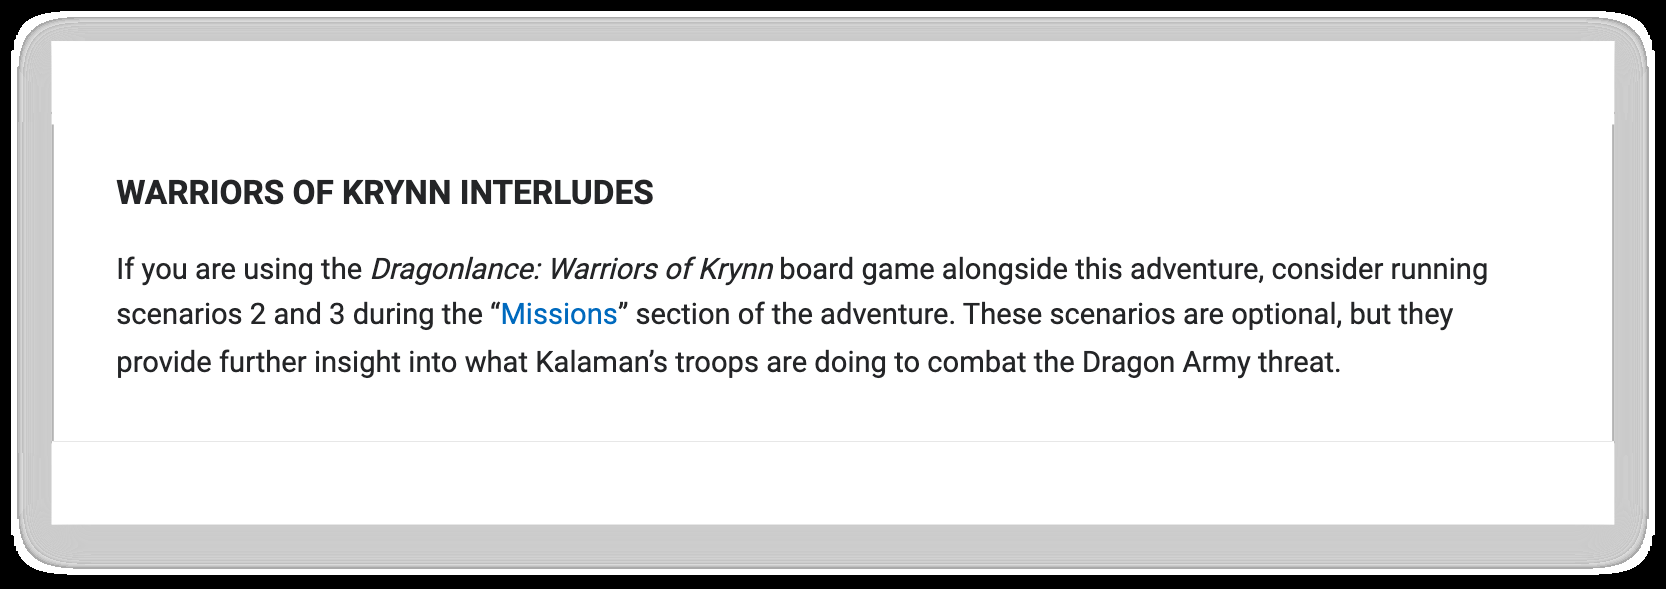 WARRIORS OF KRYNN INTERLUDES
If you are using the Dragonlance: Warriors of Krynn board game alongside this adventure, consider running
scenarios 2 and 3 during the “Missions” section of the adventure. These scenarios are optional, but they
provide further insight into what Kalaman’s troops are doing to combat the Dragon Army threat.